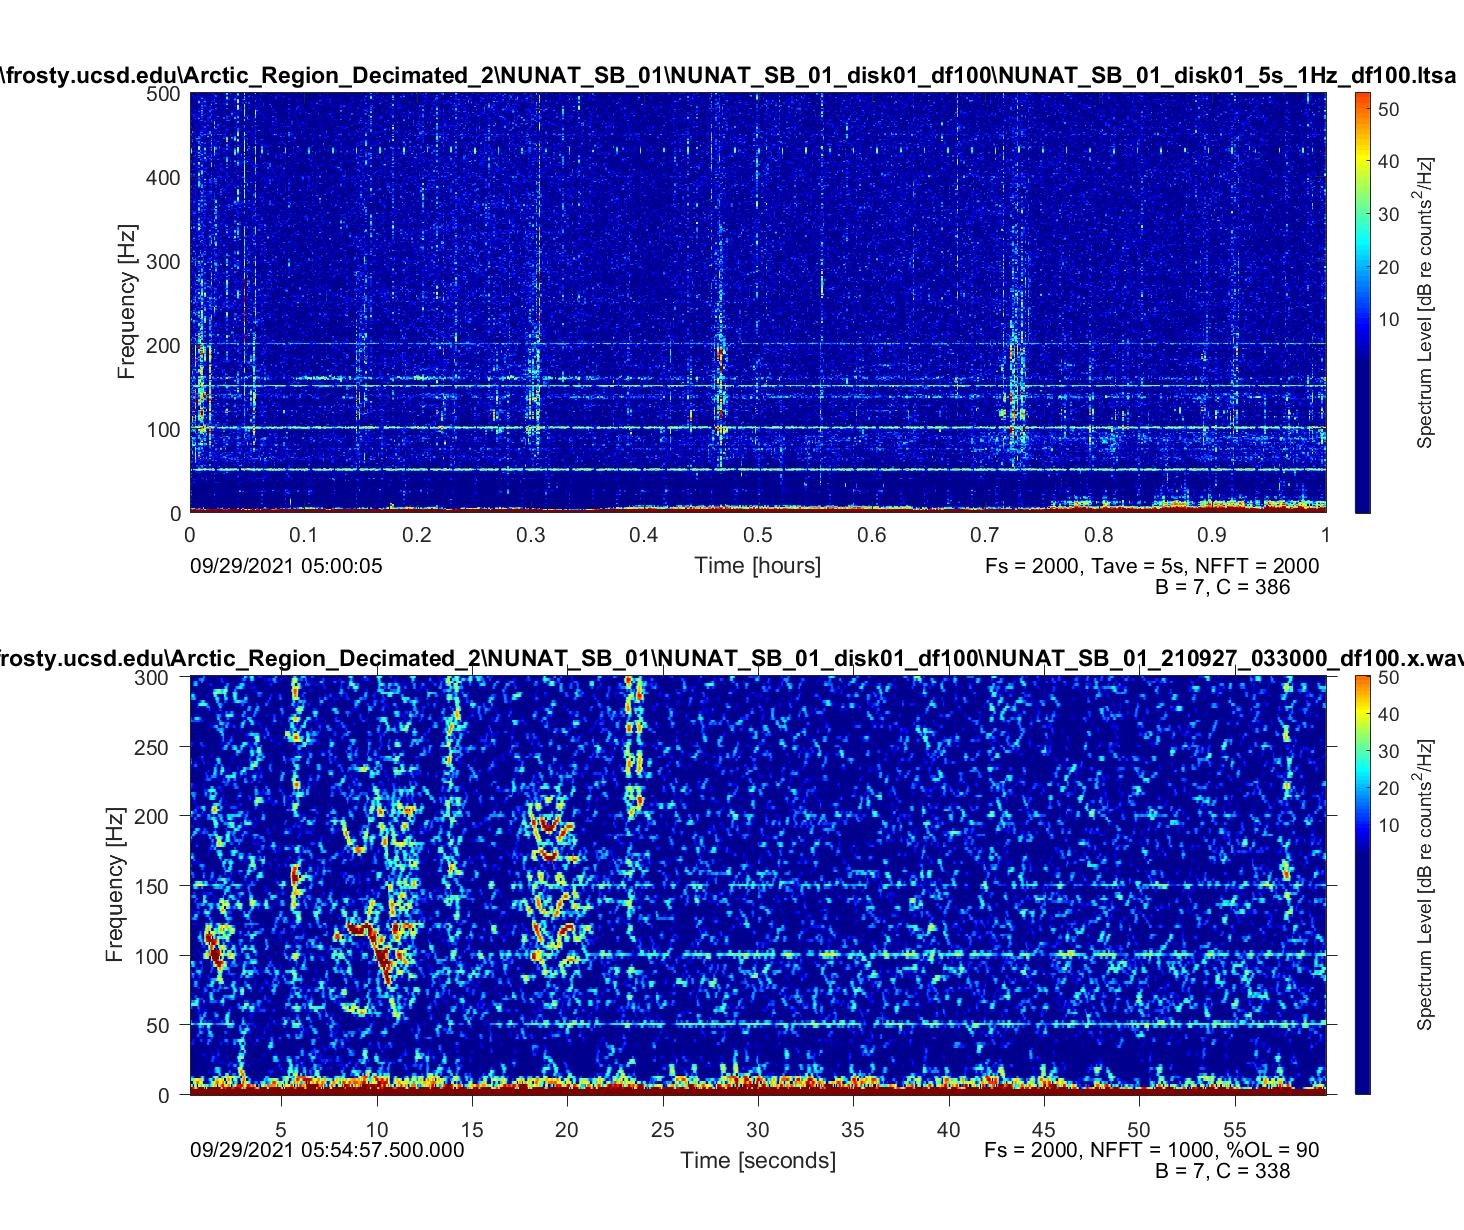 \frosty.ucsd.edu\Arctic_Region_Decimated_2\NUNAT_SB_01\NUNAT_SB_01_disk01_df100\NUNAT_SB_01_disk01_5s_1Hz_df100.ltsa
500
400
300
200
100
0
Frequency [Hz]
0 0.1 0.2 0.3 0.4 0.5 0.6 0.7 0.8 0.9 1
Time [hours]
09/29/2021 05:00:05
Fs = 2000, Tave = 5s, NFFT = 2000
B = 7, C = 386
50
40
30
20
10
Spectrum Level [dB re counts²/Hz]
frosty.ucsd.edu\Arctic_Region_Decimated_2\NUNAT_SB_01\NUNAT_SB_01_disk01_df100\NUNAT_SB_01_210927_033000_df100.x.wav
300
250
200
150
100
50
0
Frequency [Hz]
5 10 15 20 25 30 35 40 45 50 55
Time [seconds]
09/29/2021 05:54:57.500.000
Fs = 2000, NFFT = 1000, %OL = 90
B = 7, C = 338
50
40
30
20
10
Spectrum Level [dB re counts²/Hz]